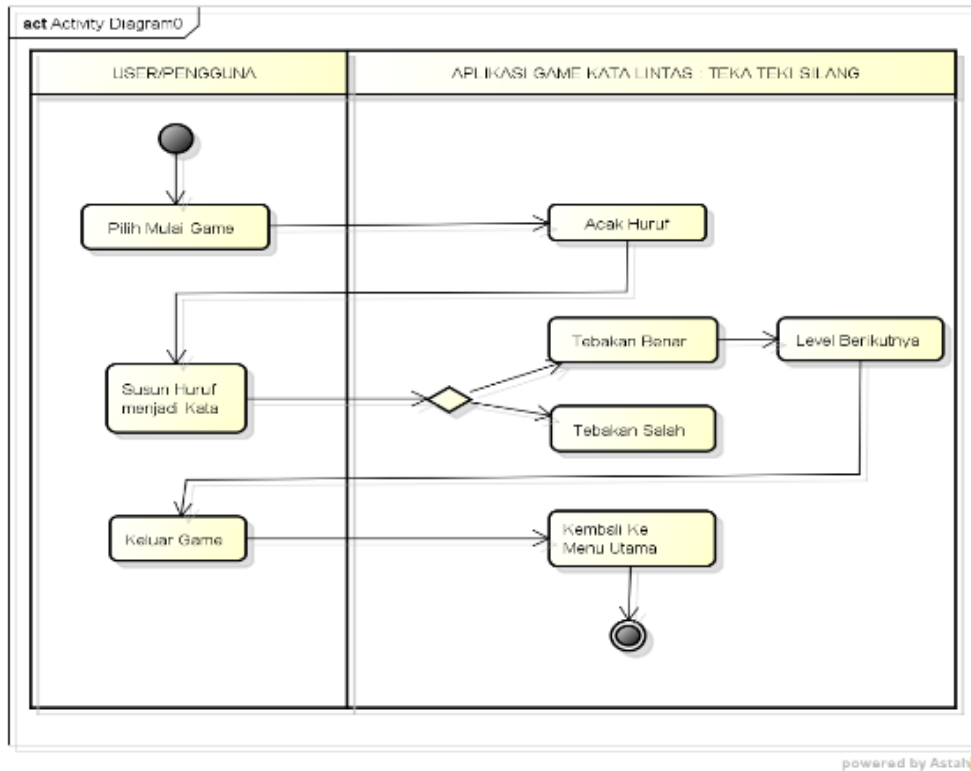 act Activity Diagram0
USER/PENGGUNA
APLIKASI GAME KATA LINTAS : TEKA TEKI SILANG
Pilih Mulai Game
Acak Huruf
Tebakan Benar
Level Berikutnya
Susun Huruf
menjadi Kata
Tebakan Salah
Keluar Game
Kembali Ke
Menu Utama
powered by Astah